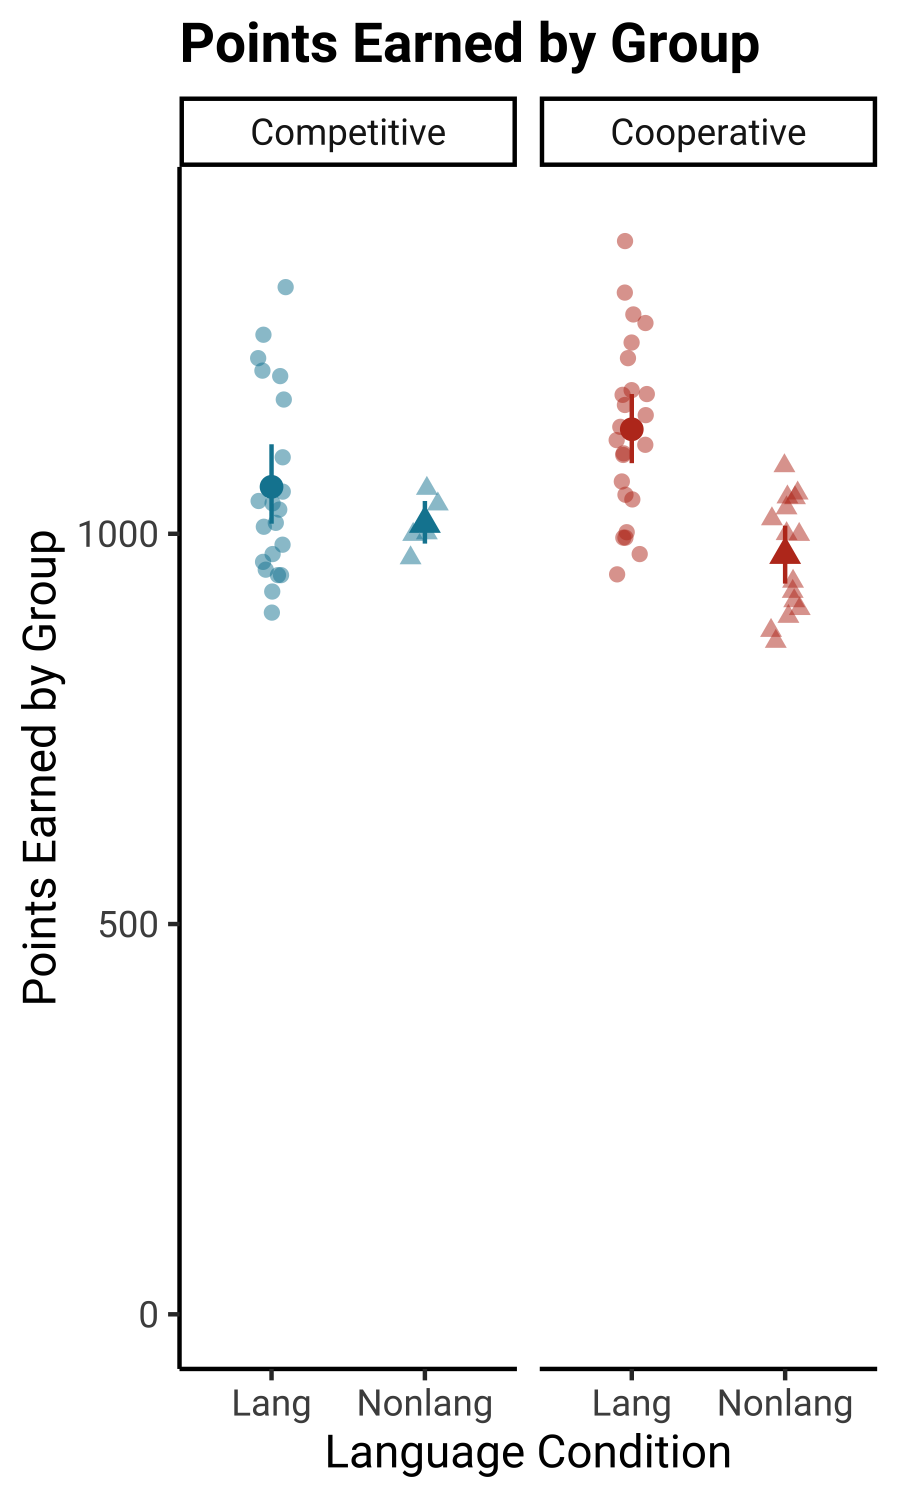 Points Earned by Group
Competitive
Cooperative
Points Earned by Group
1000
500
0
Lang
Nonlang
Lang
Nonlang
Language Condition